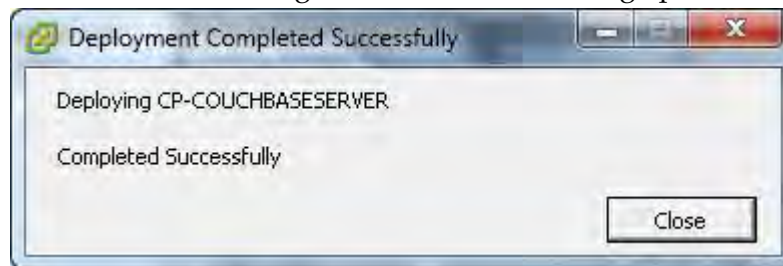 Deployment Completed Successfully
Deploying CP-COUCHBASESERVER
Completed Successfully
Close